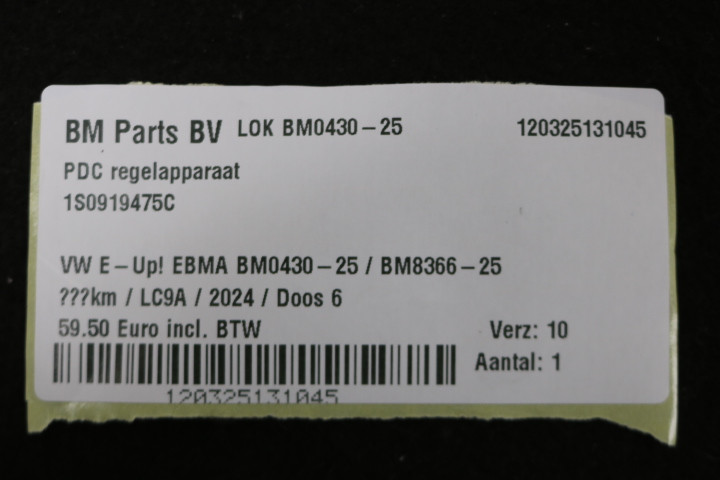 BM Parts BV LOK BM0430-25 120325131045
PDC regelapparaat
1S0919475C
VW E-Up! EBMA BM0430-25 / BM8366-25
???km / LC9A / 2024 / Doos 6
59.50 Euro incl. BTW Verz: 10
Aantal: 1
120325131045